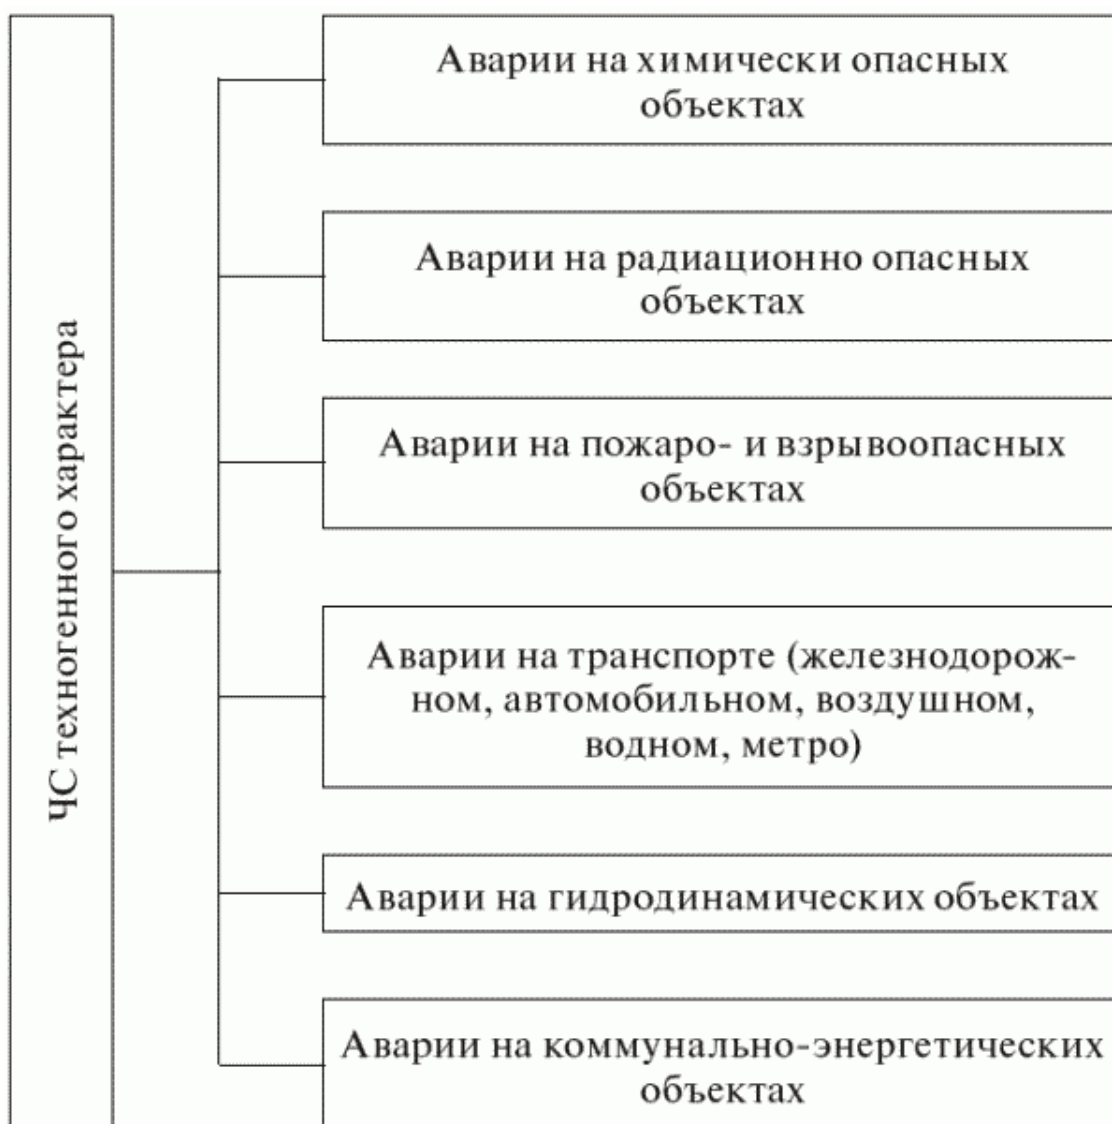 ЧС техногенного характера
Аварии на химически опасных
объектах
Аварии на радиационно опасных
объектах
Аварии на пожаро- и взрывоопасных
объектах
Аварии на транспорте (железнодорож-
ном, автомобильном, воздушном,
водном, метро)
Аварии на гидродинамических объектах
Аварии на коммунально-энергетических
объектах